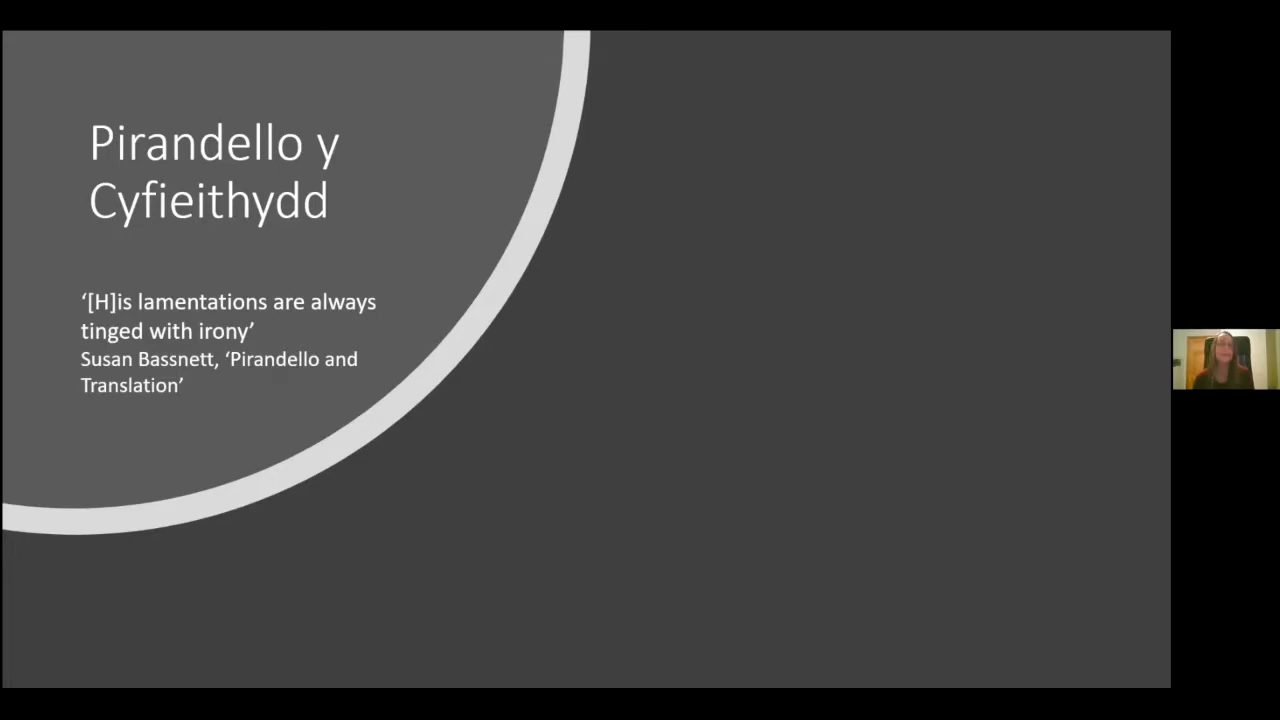 Pirandello y
Cyfieithydd
‘[H]is lamentations are always
tinged with irony’
Susan Bassnett, ‘Pirandello and
Translation’